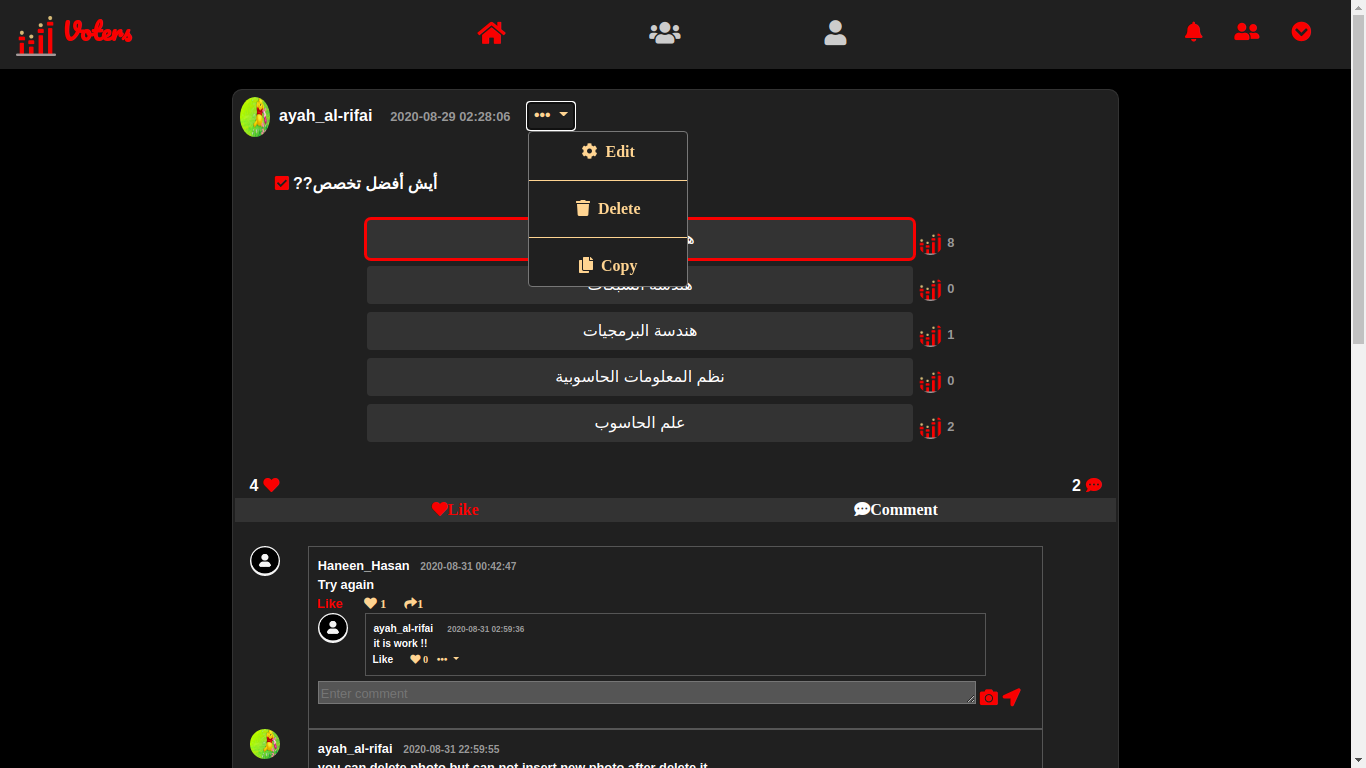 Voters
ayah_al-rifai 2020-08-29 02:28:06 •••
Edit
Delete
Copy
أيش أفضل تخصص??
8
هندسة الشبكات 0
هندسة البرمجيات 1
نظم المعلومات الحاسوبية 0
علم الحاسوب 2
4 2
Like Comment
Haneen_Hasan 2020-08-31 00:42:47
Try again
Like 1 1
ayah_al-rifai 2020-08-31 02:59:36
it is work !!
Like 0 •••
Enter comment
ayah_al-rifai 2020-08-31 22:59:55
you can delete photo but can not insert new photo after delete it